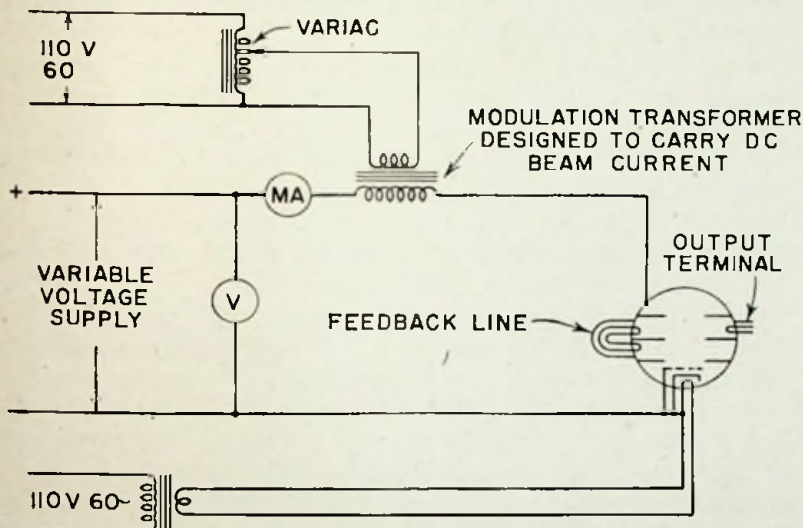 110 V
60
VARIAC
MODULATION TRANSFORMER
DESIGNED TO CARRY DC
BEAM CURRENT
+
MA
VARIABLE
VOLTAGE
SUPPLY
V
FEEDBACK LINE
OUTPUT
TERMINAL
110V 60~